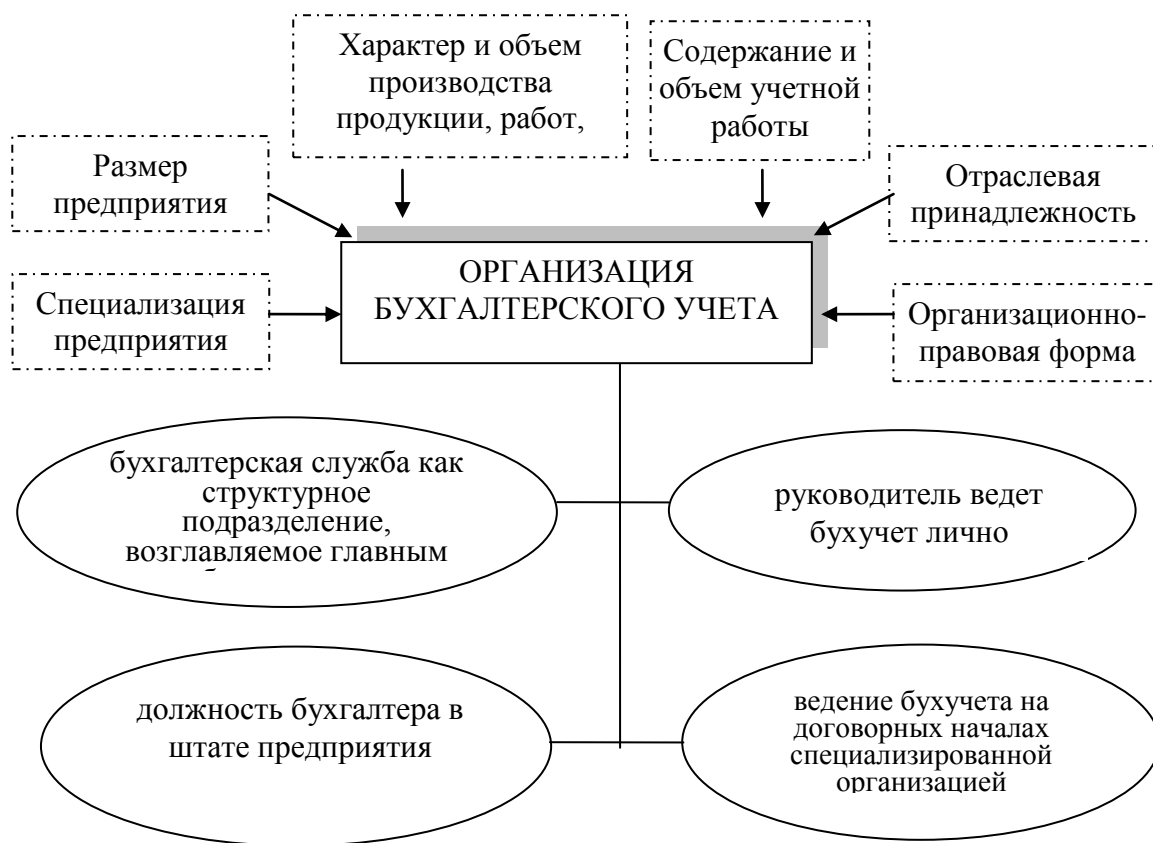 Характер и объем
производства
продукции, работ,
Содержание и
объем учетной
работы
Размер
предприятия
Отраслевая
принадлежность
Специализация
предприятия
ОРГАНИЗАЦИЯ
БУХГАЛТЕРСКОГО УЧЕТА
Организационно-
правовая форма
бухгалтерская служба как
структурное
подразделение,
возглавляемое главным
руководитель ведет
бухучет лично
должность бухгалтера в
штате предприятия
ведение бухучета на
договорных началах
специализированной
организацией